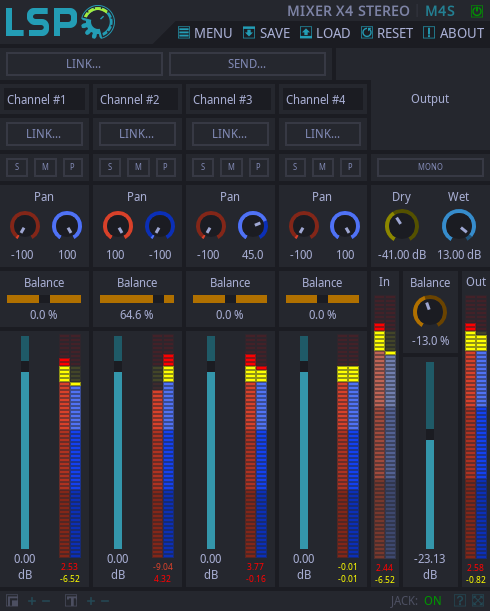 LSP
MIXER X4 STEREO M4S
MENU SAVE LOAD RESET ABOUT
LINK... SEND...
Channel #1 Channel #2 Channel #3 Channel #4 Output
LINK... LINK... LINK... LINK...
S M P S M P S M P S M P MONO
Pan Pan Pan Pan Dry Wet
-100 100 100 -100 -100 45.0 -100 100 -41.00 dB 13.00 dB
Balance Balance Balance Balance In Balance Out
0.0 % 64.6 % 0.0 % 0.0 %
-13.0 %
0.00 0.00 0.00 0.00 -23.13
dB dB dB dB dB
2.53 -9.04 3.77 -0.01 2.44 2.58
-6.52 4.32 -0.16 -0.01 -6.52 -0.82
JACK: ON